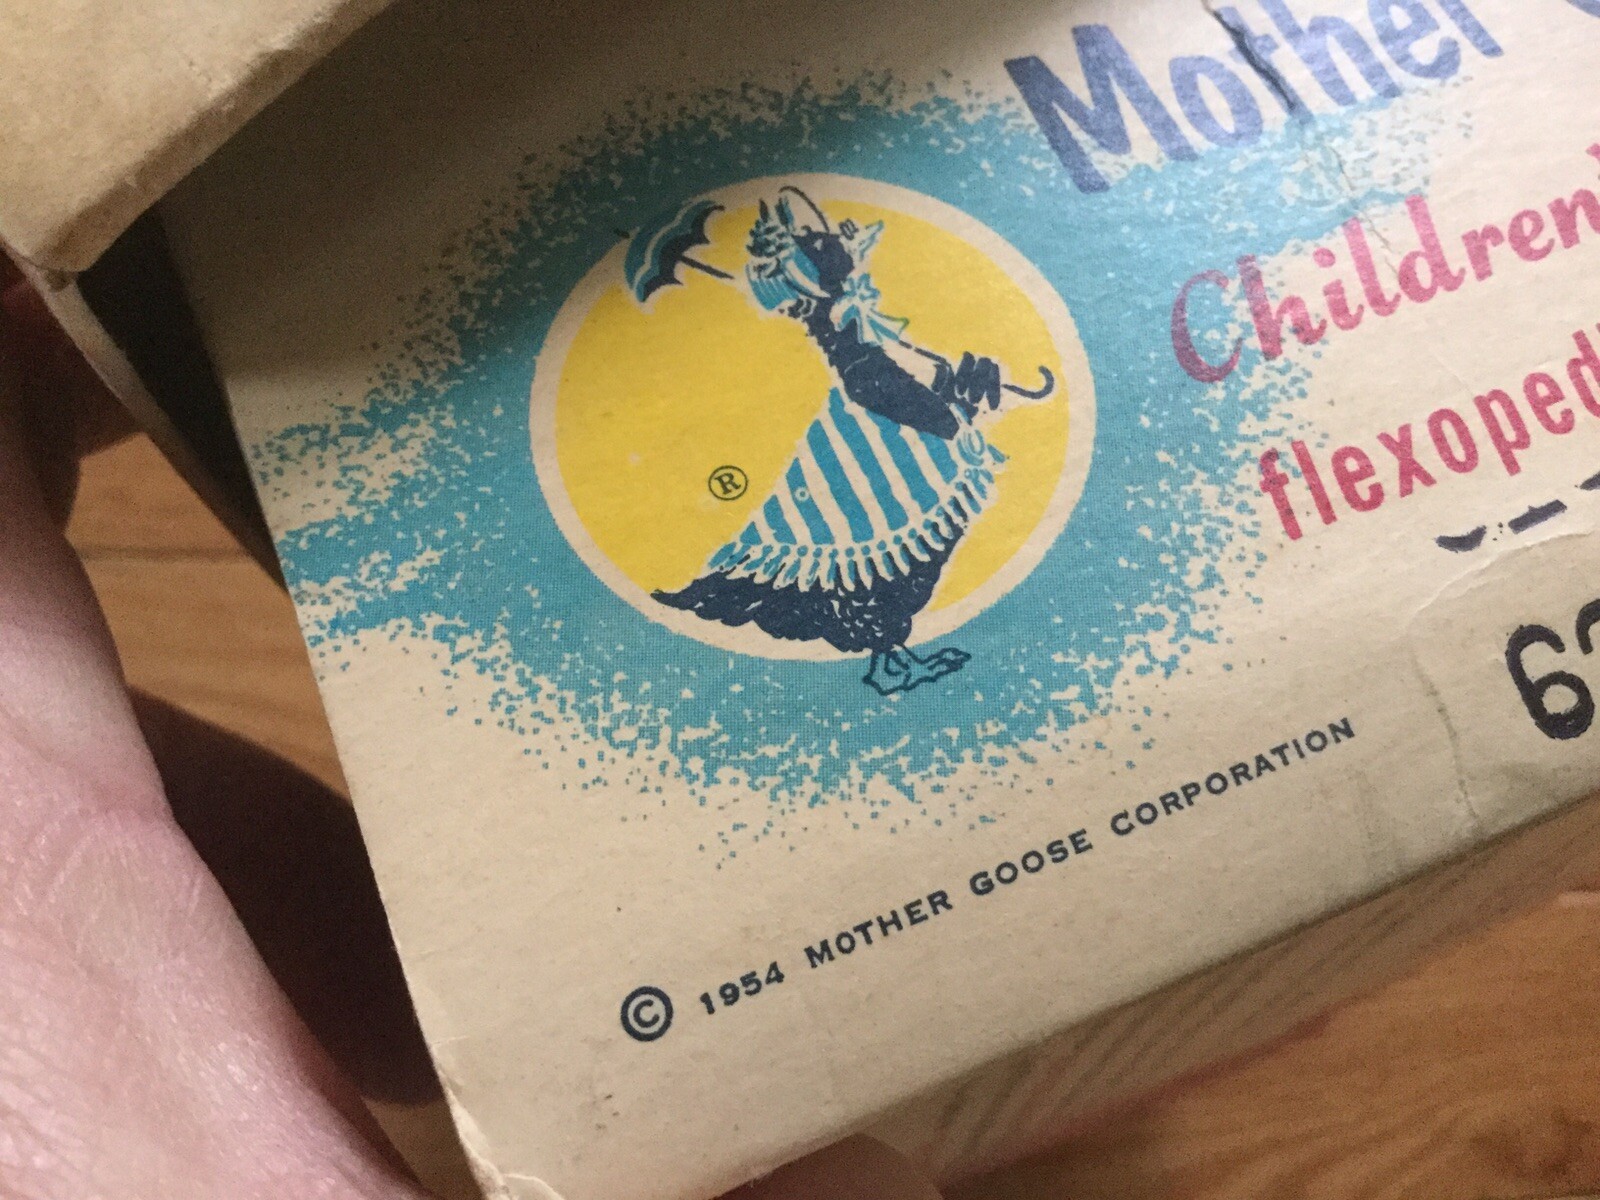 Mother
Children's
flexoped
®
© 1954 MOTHER GOOSE CORPORATION